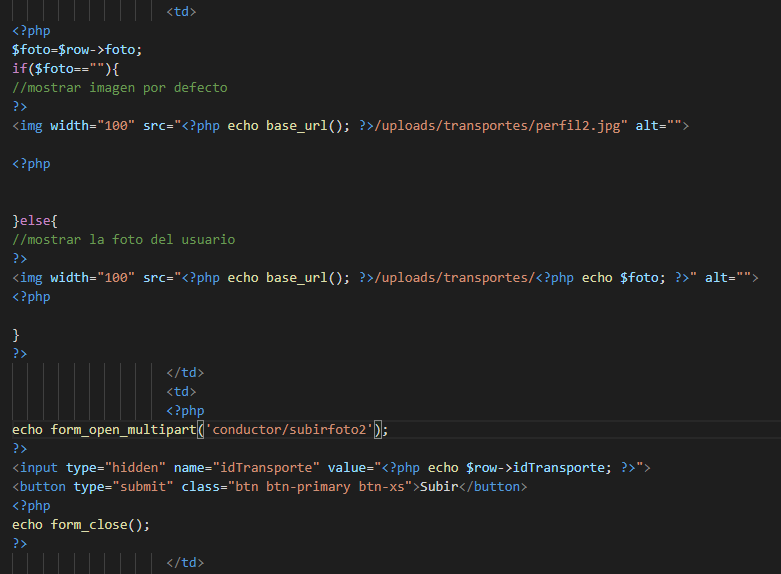 <td>
<?php
$foto=$row->foto;
if($foto==""){
//mostrar imagen por defecto
?>
<img width="100" src="<?php echo base_url(); ?>/uploads/transportes/perfil2.jpg" alt="">
<?php
}else{
//mostrar la foto del usuario
?>
<img width="100" src="<?php echo base_url(); ?>/uploads/transportes/<?php echo $foto; ?>" alt="">
<?php
}
?>
</td>
<td>
<?php
echo form_open_multipart('conductor/subirfoto2');
?>
<input type="hidden" name="idTransporte" value="<?php echo $row->idTransporte; ?>">
<button type="submit" class="btn btn-primary btn-xs">Subir</button>
<?php
echo form_close();
?>
</td>